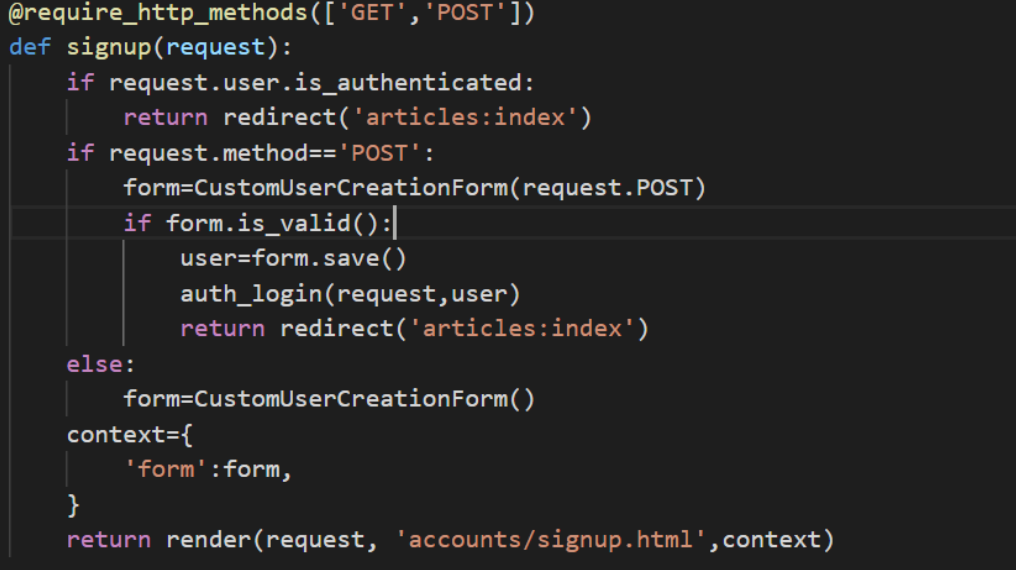 @require_http_methods(['GET','POST'])
def signup(request):
    if request.user.is_authenticated:
        return redirect('articles:index')
    if request.method=='POST':
        form=CustomUserCreationForm(request.POST)
        if form.is_valid():
            user=form.save()
            auth_login(request,user)
            return redirect('articles:index')
    else:
        form=CustomUserCreationForm()
    context={
        'form':form,
    }
    return render(request, 'accounts/signup.html',context)